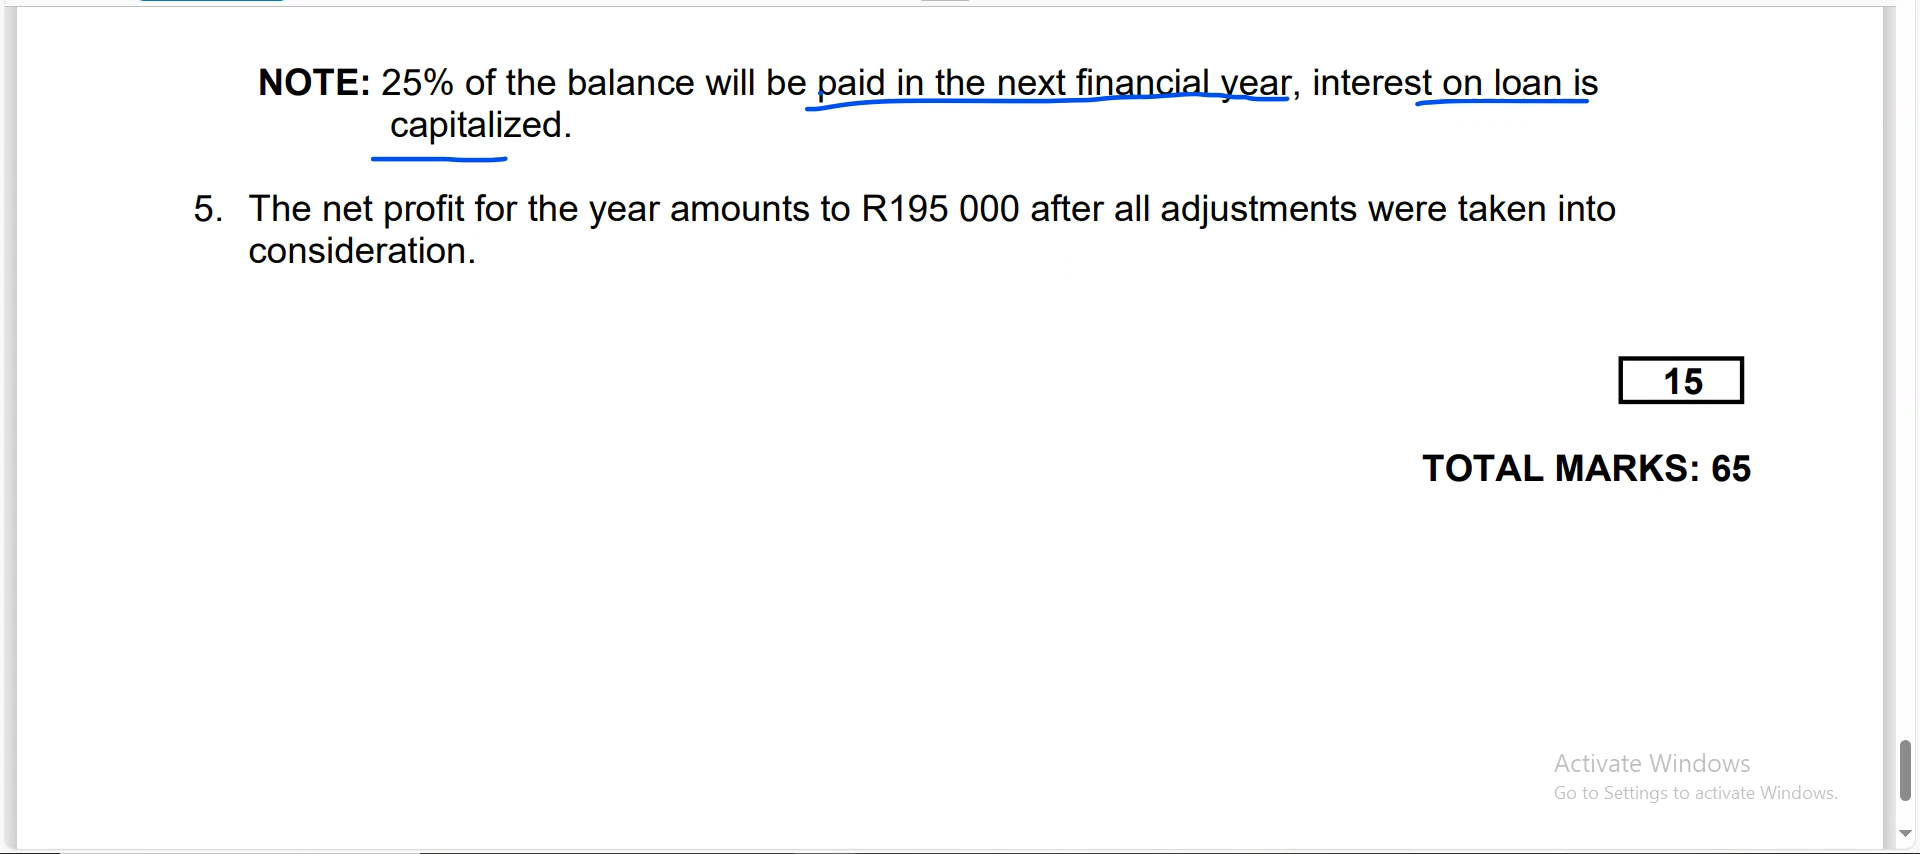 NOTE: 25% of the balance will be paid in the next financial year, interest on loan is
capitalized.
5. The net profit for the year amounts to R195 000 after all adjustments were taken into
consideration.
15
TOTAL MARKS: 65
Activate Windows
Go to Settings to activate Windows.